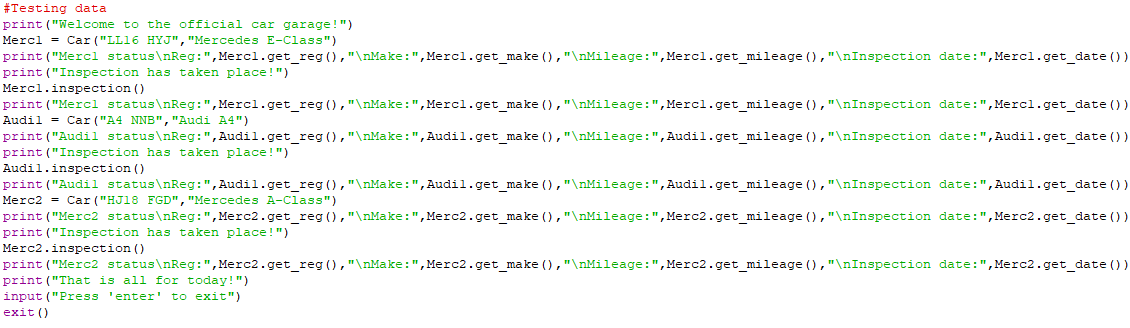 #Testing data
print("Welcome to the official car garage!")
Merc1 = Car("LL16 HYJ","Mercedes E-Class")
print("Merc1 status\nReg:",Merc1.get_reg(),"\nMake:",Merc1.get_make(),"\nMileage:",Merc1.get_mileage(),"\nInspection date:",Merc1.get_date())
print("Inspection has taken place!")
Merc1.inspection()
print("Merc1 status\nReg:",Merc1.get_reg(),"\nMake:",Merc1.get_make(),"\nMileage:",Merc1.get_mileage(),"\nInspection date:",Merc1.get_date())
Audi1 = Car("A4 NNB","Audi A4")
print("Audi1 status\nReg:",Audi1.get_reg(),"\nMake:",Audi1.get_make(),"\nMileage:",Audi1.get_mileage(),"\nInspection date:",Audi1.get_date())
print("Inspection has taken place!")
Audi1.inspection()
print("Audi1 status\nReg:",Audi1.get_reg(),"\nMake:",Audi1.get_make(),"\nMileage:",Audi1.get_mileage(),"\nInspection date:",Audi1.get_date())
Merc2 = Car("HJ18 FGD","Mercedes A-Class")
print("Merc2 status\nReg:",Merc2.get_reg(),"\nMake:",Merc2.get_make(),"\nMileage:",Merc2.get_mileage(),"\nInspection date:",Merc2.get_date())
print("Inspection has taken place!")
Merc2.inspection()
print("Merc2 status\nReg:",Merc2.get_reg(),"\nMake:",Merc2.get_make(),"\nMileage:",Merc2.get_mileage(),"\nInspection date:",Merc2.get_date())
print("That is all for today!")
input("Press 'enter' to exit")
exit()